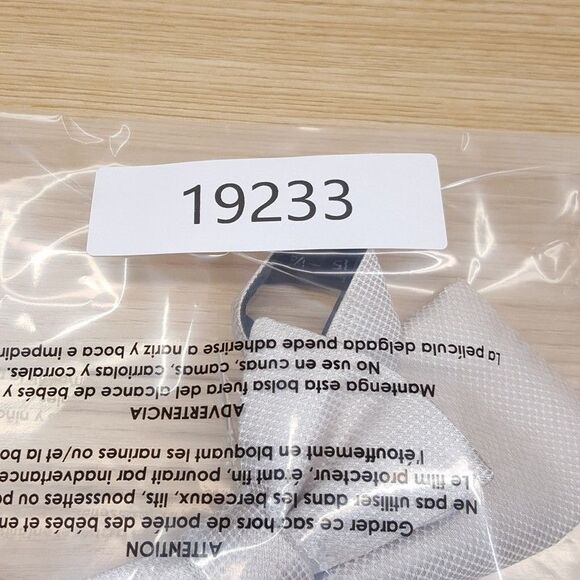 19233
ATTENTION
Garder ce sac hors de portée des bébés et en
Ne pas utiliser dans les berceaux, lits, poussettes ou
Le film protecteur, étant fin, pourrait par inadvertance
l'étouffement en bloquant les narines ou/et la
ADVERTENCIA
Mantenga esta bolsa fuera del alcance de bebés y
No use en cunas, camas, carriolas, y corrales.
La película delgada puede adherirse a nariz y boca e impedir